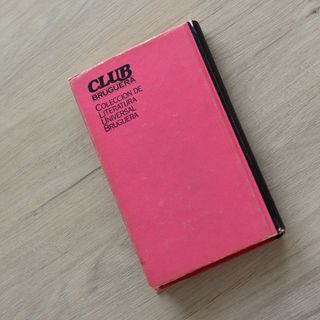 CLUB
BRUGUERA
COLECCION DE
LITERATURA
UNIVERSAL
BRUGUERA